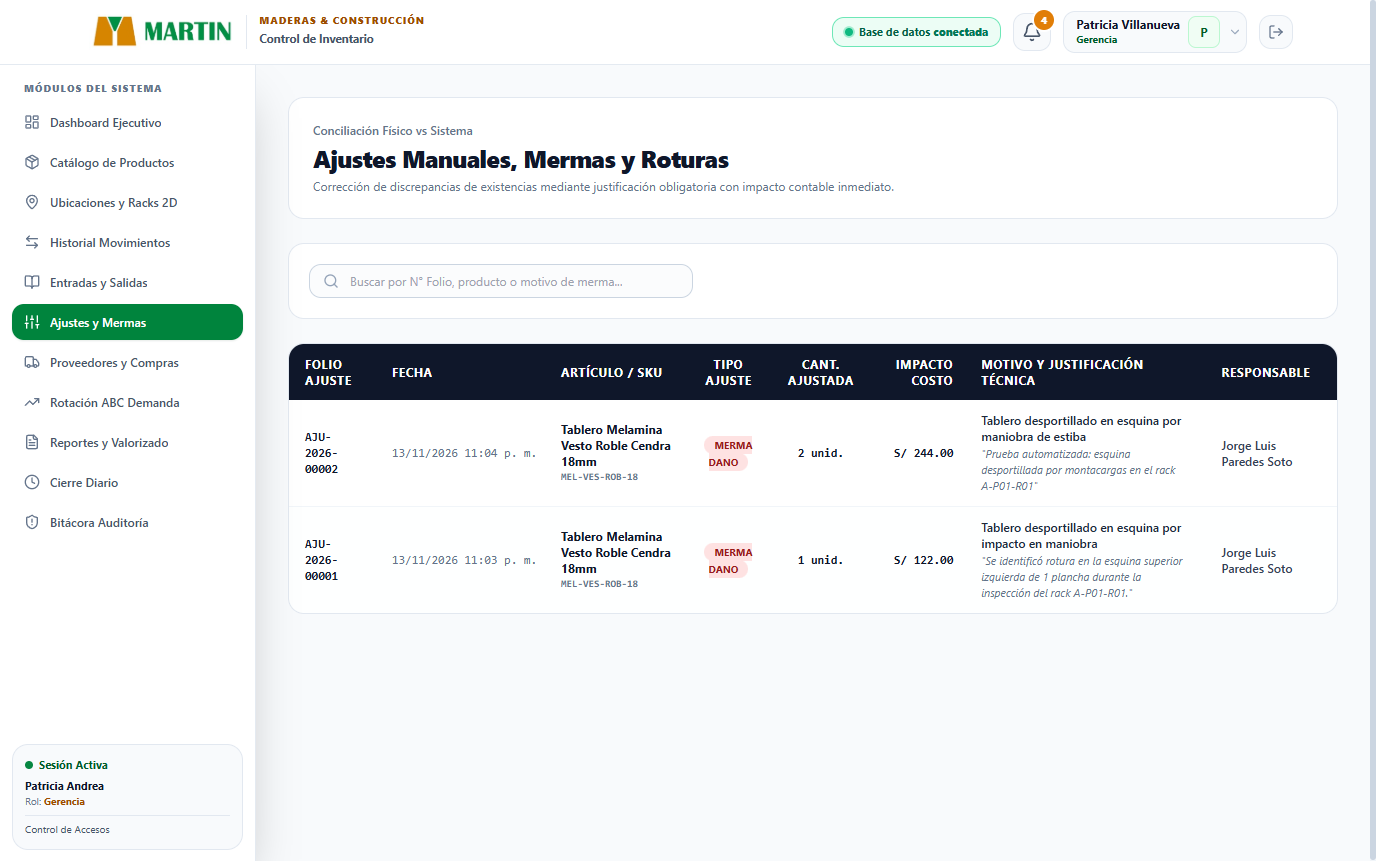 MARTIN
MADERAS & CONSTRUCCIÓN
Control de Inventario
Base de datos conectada
4
Patricia Villanueva
Gerencia
P
MÓDULOS DEL SISTEMA
Dashboard Ejecutivo
Catálogo de Productos
Ubicaciones y Racks 2D
Historial Movimientos
Entradas y Salidas
Ajustes y Mermas
Proveedores y Compras
Rotación ABC Demanda
Reportes y Valorizado
Cierre Diario
Bitácora Auditoría
Sesión Activa
Patricia Andrea
Rol: Gerencia
Control de Accesos
Conciliación Físico vs Sistema
Ajustes Manuales, Mermas y Roturas
Corrección de discrepancias de existencias mediante justificación obligatoria con impacto contable inmediato.
Buscar por N° Folio, producto o motivo de merma...
FOLIO
AJUSTE
FECHA
ARTÍCULO / SKU
TIPO
AJUSTE
CANT.
AJUSTADA
IMPACTO
COSTO
MOTIVO Y JUSTIFICACIÓN
TÉCNICA
RESPONSABLE
AJU-
2026-
00002
13/11/2026 11:04 p. m.
Tablero Melamina
Vesto Roble Cendra
18mm
MEL-VES-ROB-18
MERMA
DANO
2 unid.
S/ 244.00
Tablero desportillado en esquina por
maniobra de estiba
"Prueba automatizada: esquina
desportillada por montacargas en el rack
A-P01-R01"
Jorge Luis
Paredes Soto
AJU-
2026-
00001
13/11/2026 11:03 p. m.
Tablero Melamina
Vesto Roble Cendra
18mm
MEL-VES-ROB-18
MERMA
DANO
1 unid.
S/ 122.00
Tablero desportillado en esquina por
impacto en maniobra
"Se identificó rotura en la esquina superior
izquierda de 1 plancha durante la
inspección del rack A-P01-R01."
Jorge Luis
Paredes Soto